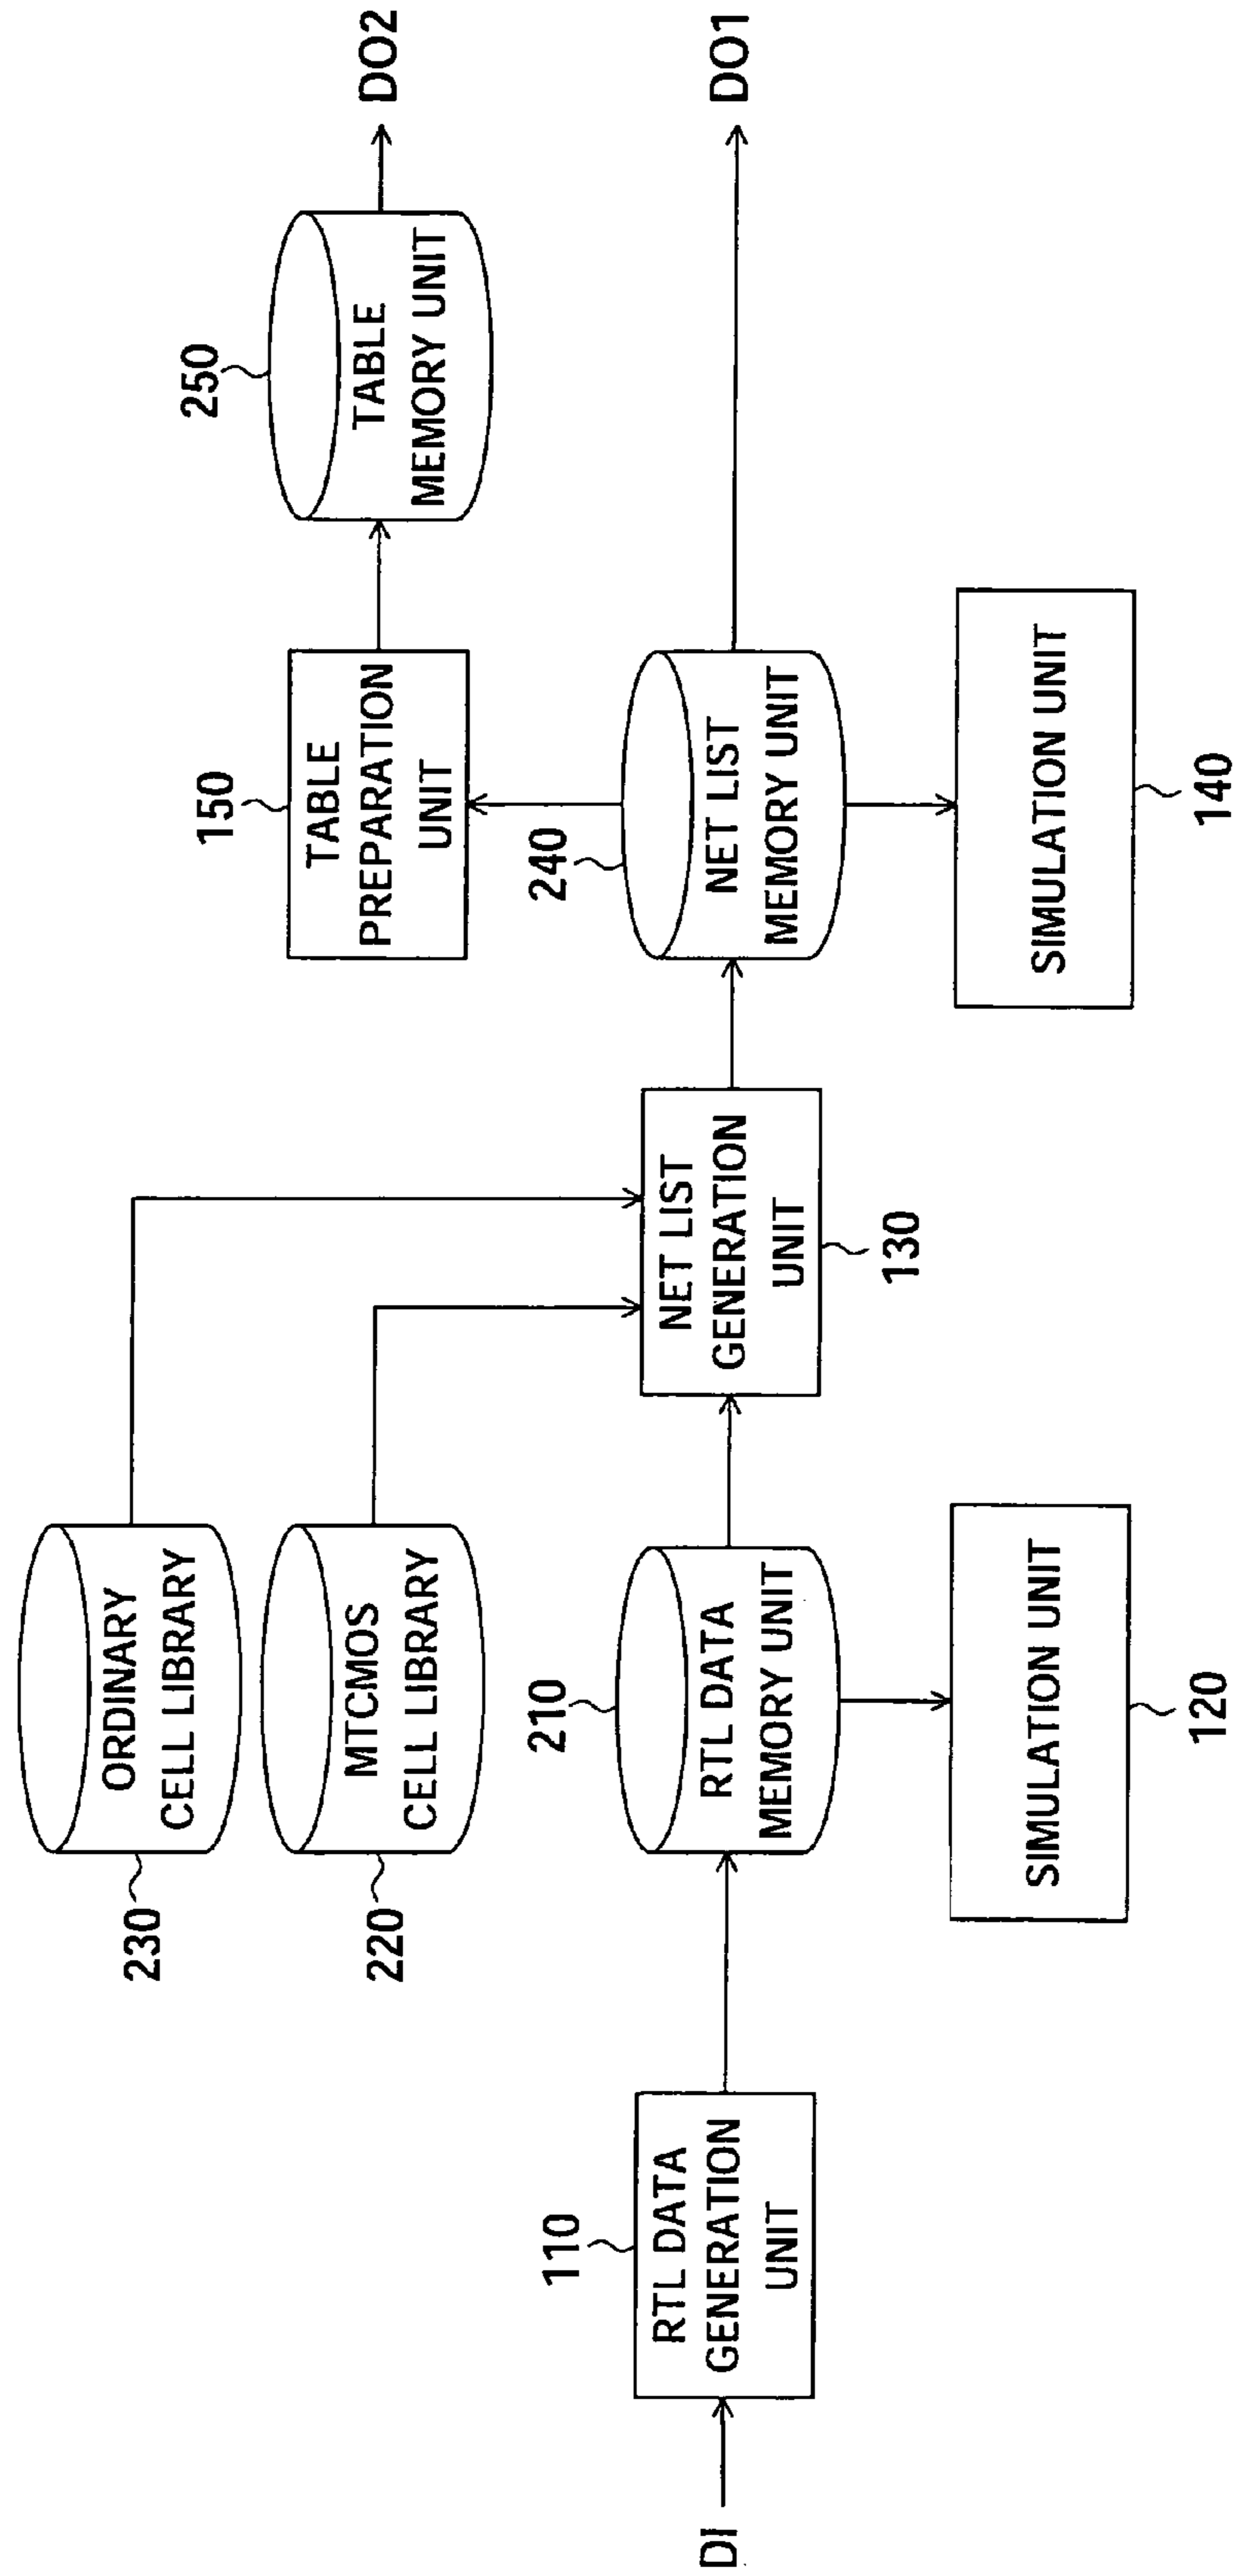 230
ORDINARY
CELL LIBRARY
220
MTCMOS
CELL LIBRARY
150
TABLE
PREPARATION
UNIT
250
TABLE
MEMORY UNIT
DO2
DI
110
RTL DATA
GENERATION
UNIT
210
RTL DATA
MEMORY UNIT
NET LIST
GENERATION
UNIT
130
240
NET LIST
MEMORY UNIT
DO1
SIMULATION UNIT
120
SIMULATION UNIT
140